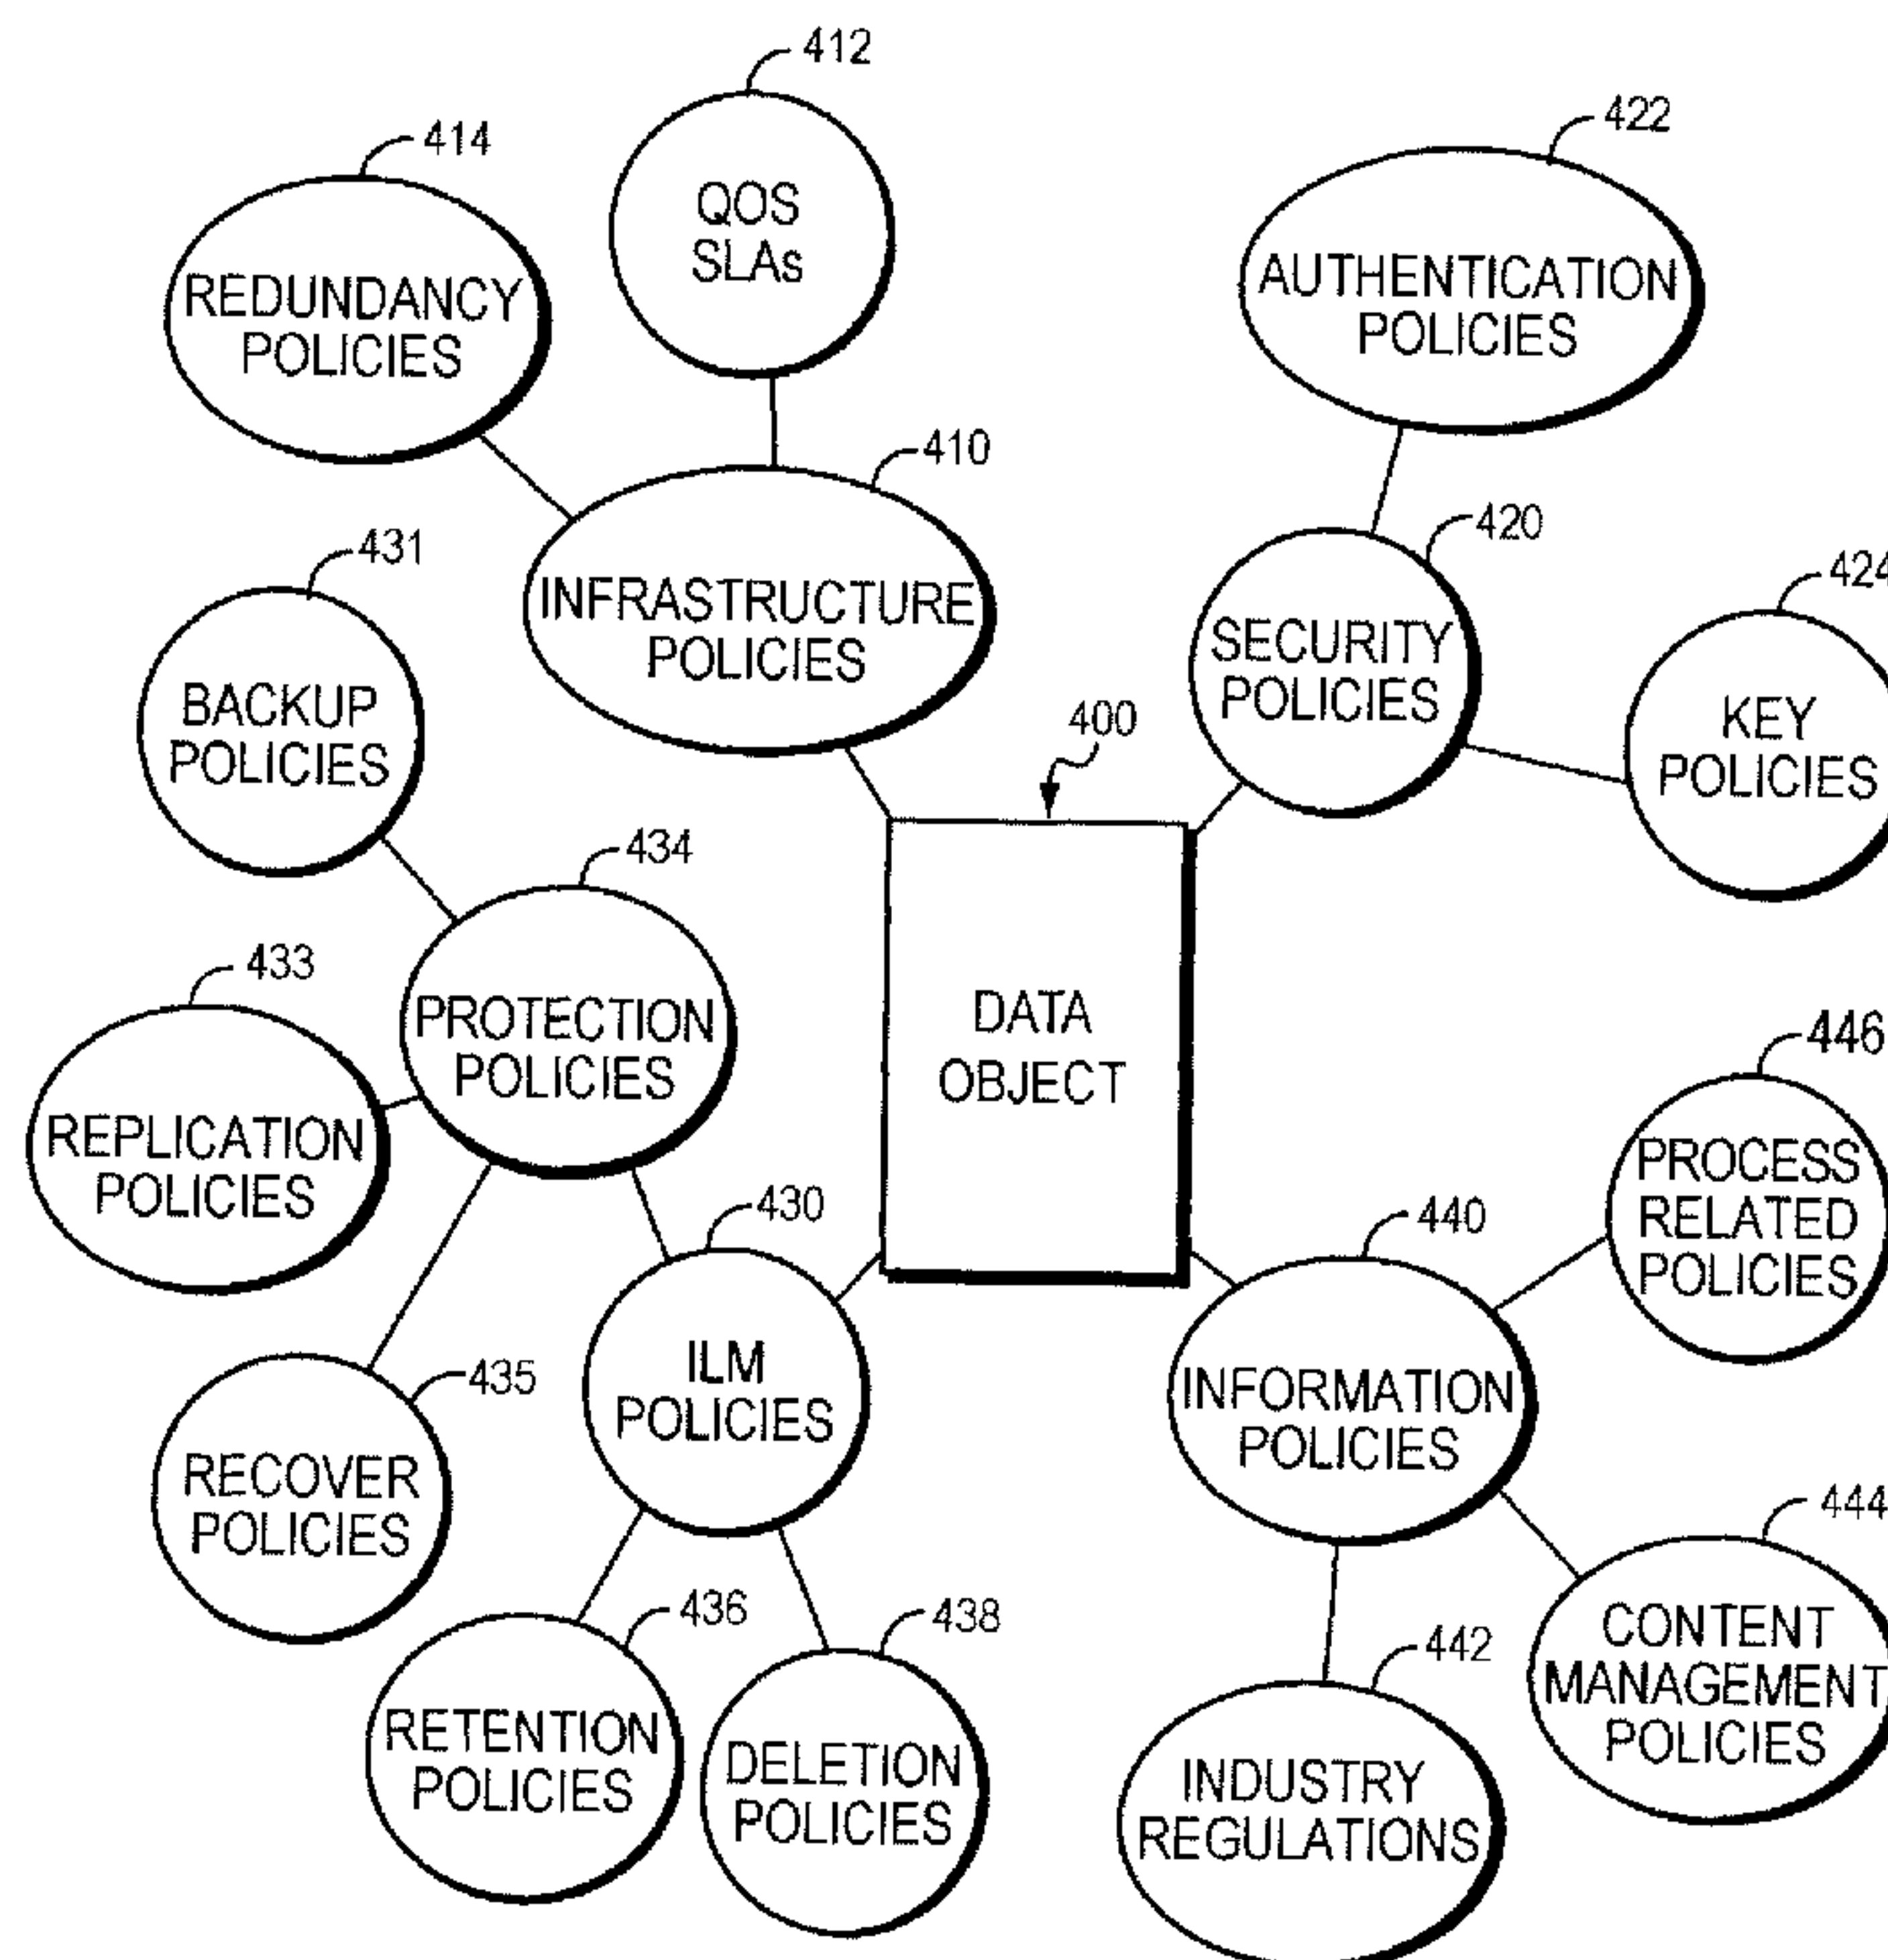 412
414
422
QOS
SLAs
REDUNDANCY
POLICIES
AUTHENTICATION
POLICIES
410
431
420
424
INFRASTRUCTURE
POLICIES
SECURITY
POLICIES
BACKUP
POLICIES
400
KEY
POLICIES
434
433
PROTECTION
POLICIES
DATA
OBJECT
446
REPLICATION
POLICIES
PROCESS
RELATED
POLICIES
430
440
435
ILM
POLICIES
INFORMATION
POLICIES
RECOVER
POLICIES
444
436
438
442
CONTENT
MANAGEMENT
POLICIES
RETENTION
POLICIES
DELETION
POLICIES
INDUSTRY
REGULATIONS